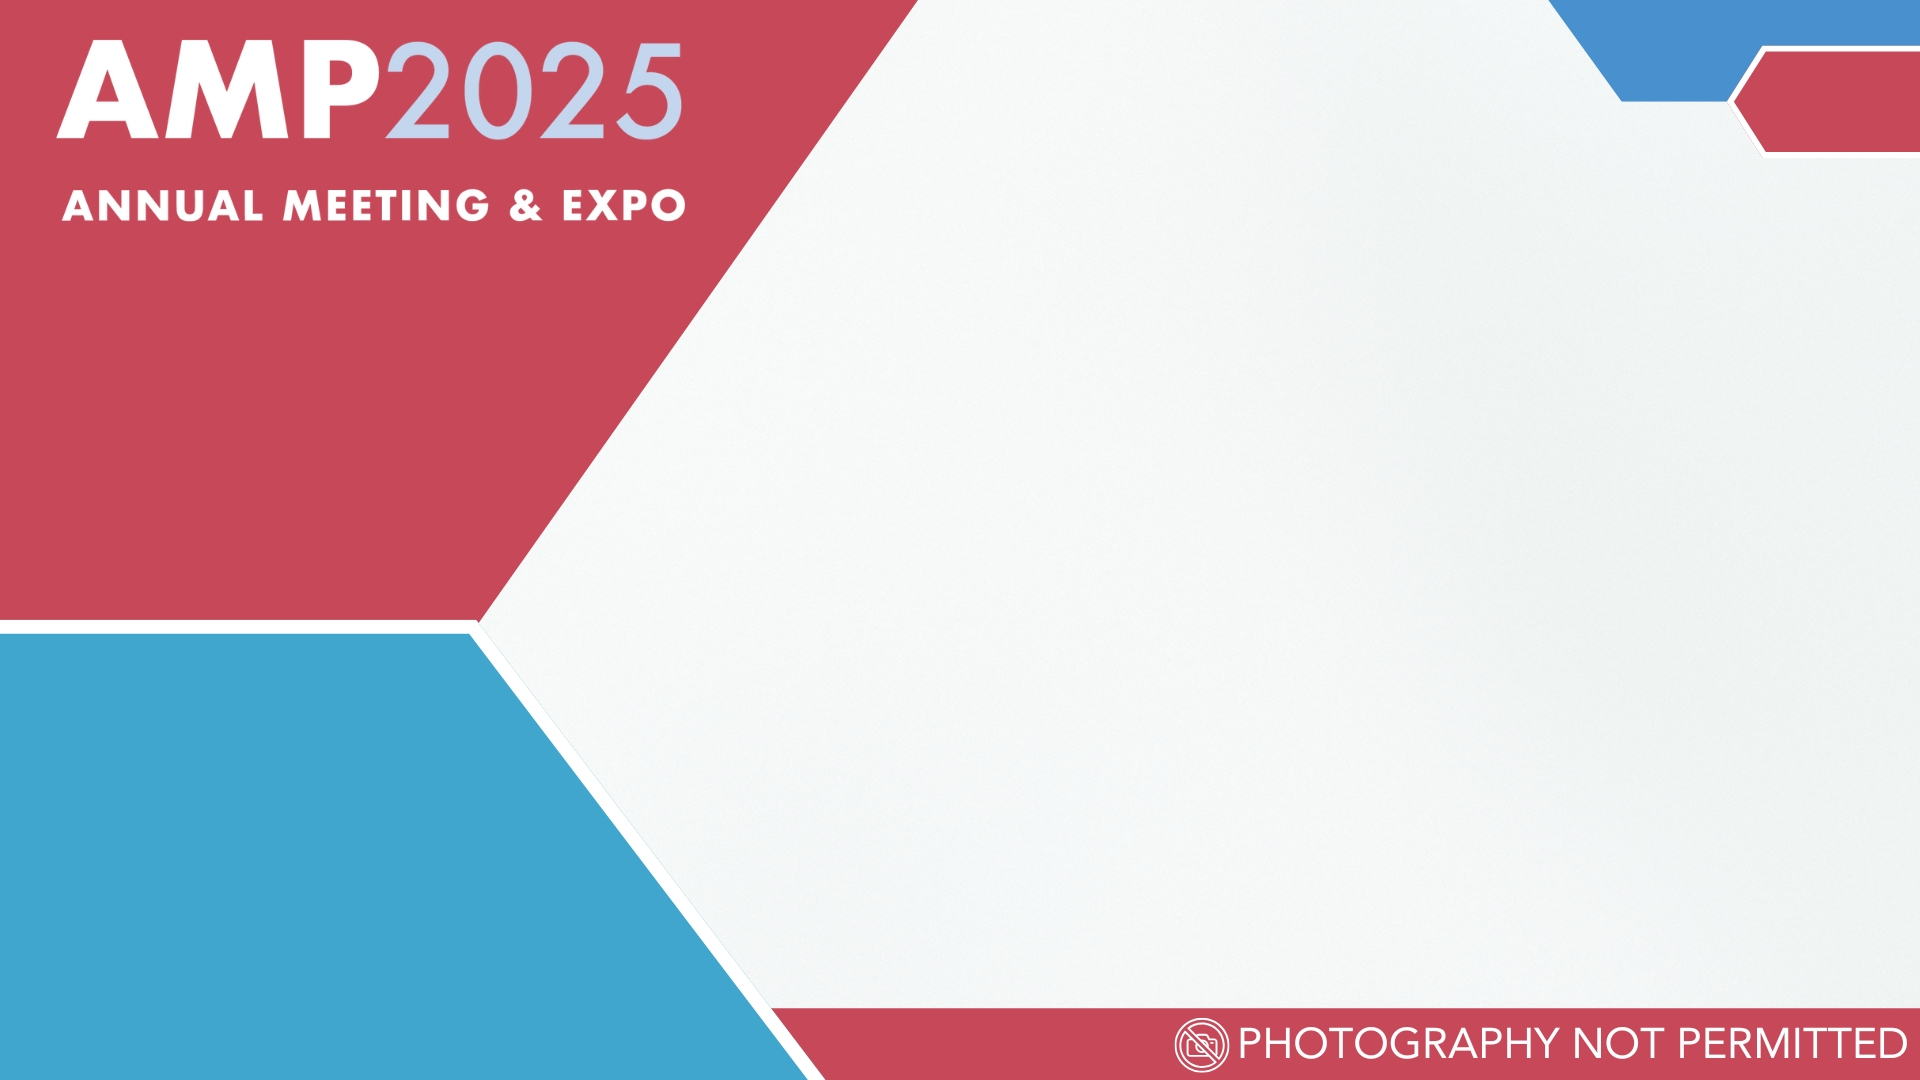 AMP2025
ANNUAL MEETING & EXPO
PHOTOGRAPHY NOT PERMITTED